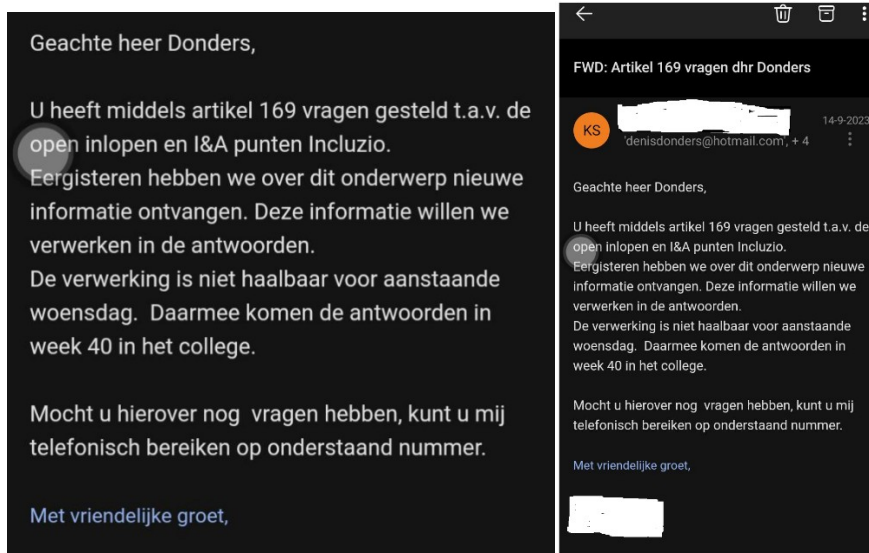 Geachte heer Donders,
U heeft middels artikel 169 vragen gesteld t.a.v. de
open inlopen en I&A punten Incluzio.
Eergisteren hebben we over dit onderwerp nieuwe
informatie ontvangen. Deze informatie willen we
verwerken in de antwoorden.
De verwerking is niet haalbaar voor aanstaande
woensdag.  Daarmee komen de antwoorden in
week 40 in het college.
Mocht u hierover nog  vragen hebben, kunt u mij
telefonisch bereiken op onderstaand nummer.
Met vriendelijke groet,
FWD: Artikel 169 vragen dhr Donders
KS
14-9-2023
'denisdonders@hotmail.com', + 4
Geachte heer Donders,
U heeft middels artikel 169 vragen gesteld t.a.v. de
open inlopen en I&A punten Incluzio.
Eergisteren hebben we over dit onderwerp nieuwe
informatie ontvangen. Deze informatie willen we
verwerken in de antwoorden.
De verwerking is niet haalbaar voor aanstaande
woensdag.  Daarmee komen de antwoorden in
week 40 in het college.
Mocht u hierover nog  vragen hebben, kunt u mij
telefonisch bereiken op onderstaand nummer.
Met vriendelijke groet,